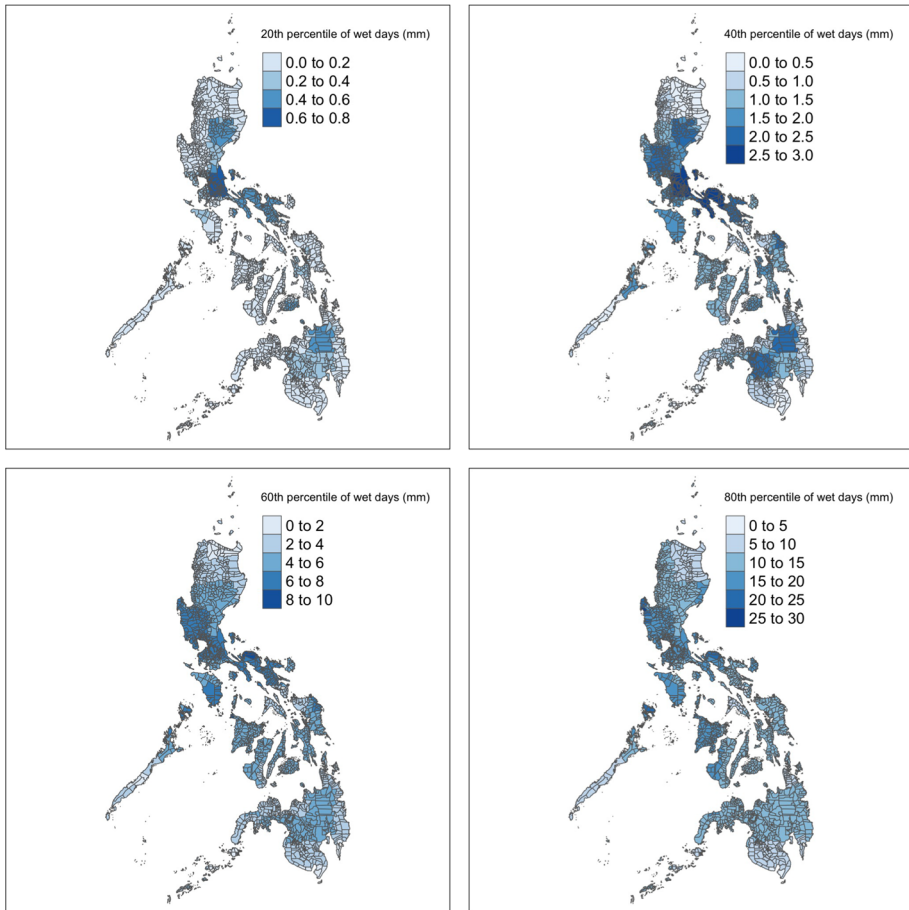 20th percentile of wet days (mm)
0.0 to 0.2
0.2 to 0.4
0.4 to 0.6
0.6 to 0.8
40th percentile of wet days (mm)
0.0 to 0.5
0.5 to 1.0
1.0 to 1.5
1.5 to 2.0
2.0 to 2.5
2.5 to 3.0
60th percentile of wet days (mm)
0 to 2
2 to 4
4 to 6
6 to 8
8 to 10
80th percentile of wet days (mm)
0 to 5
5 to 10
10 to 15
15 to 20
20 to 25
25 to 30